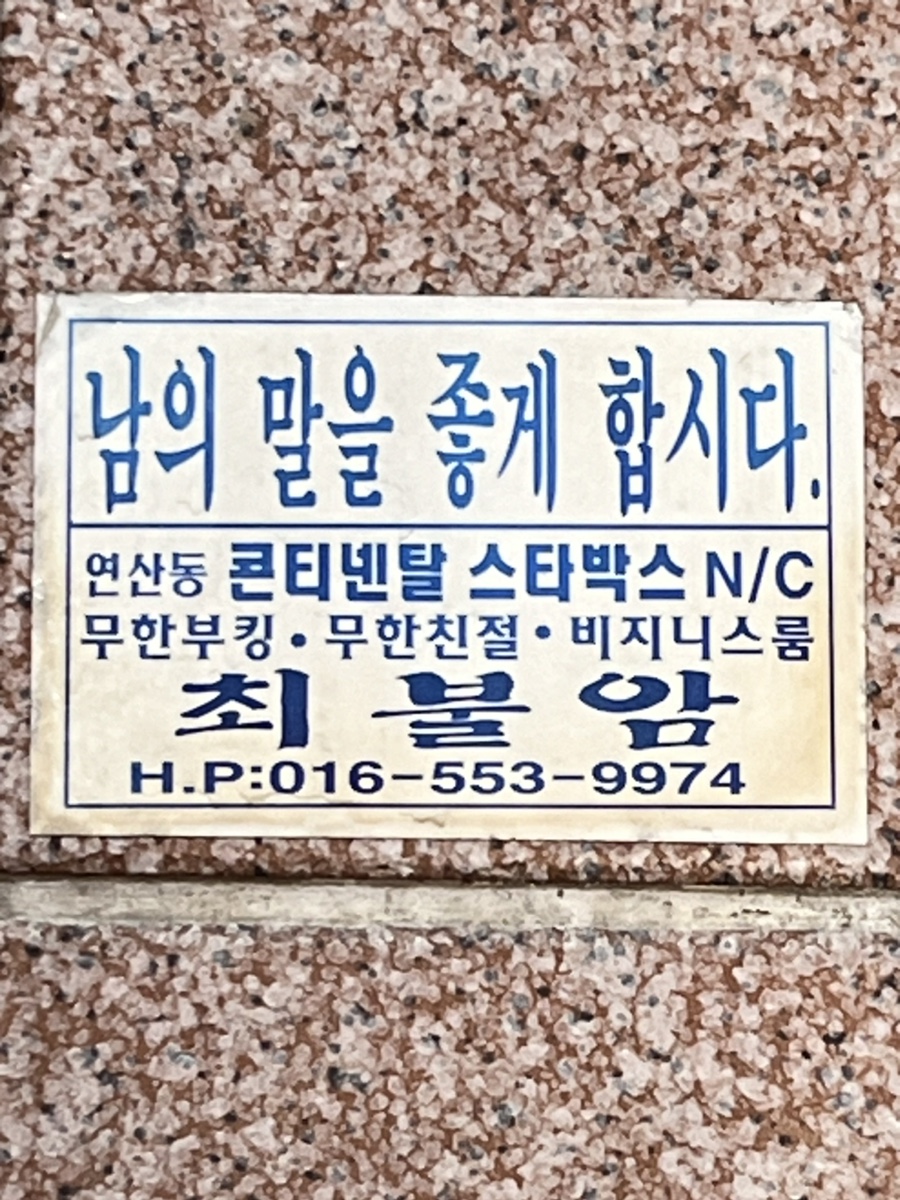 남의 말을 좋게 합시다.
연산동 콘티넨탈 스타박스 N/C
무한부킹 • 무한친절 • 비지니스룸
최불암
H.P:016-553-9974